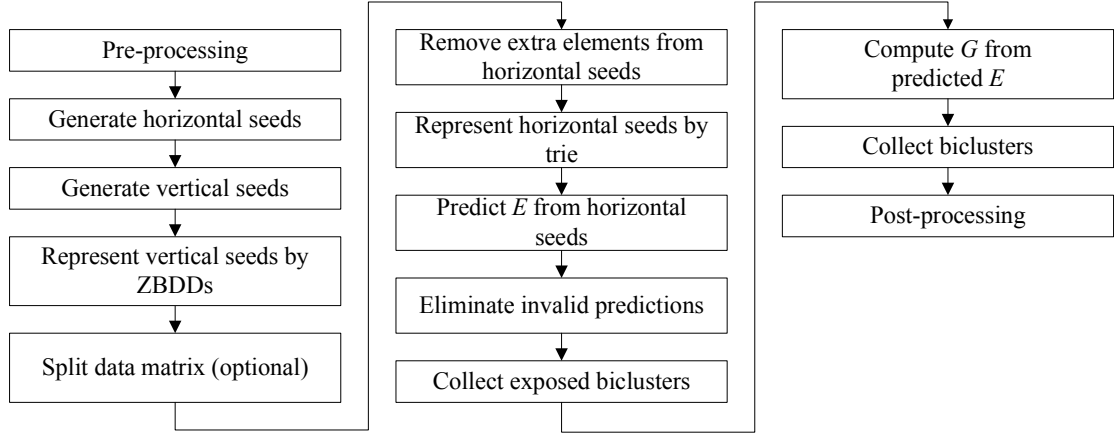 Pre-processing
Generate horizontal seeds
Generate vertical seeds
Represent vertical seeds by
ZBDDs
Split data matrix (optional)
Remove extra elements from
horizontal seeds
Represent horizontal seeds by
trie
Predict E from horizontal
seeds
Eliminate invalid predictions
Collect exposed biclusters
Compute G from
predicted E
Collect biclusters
Post-processing